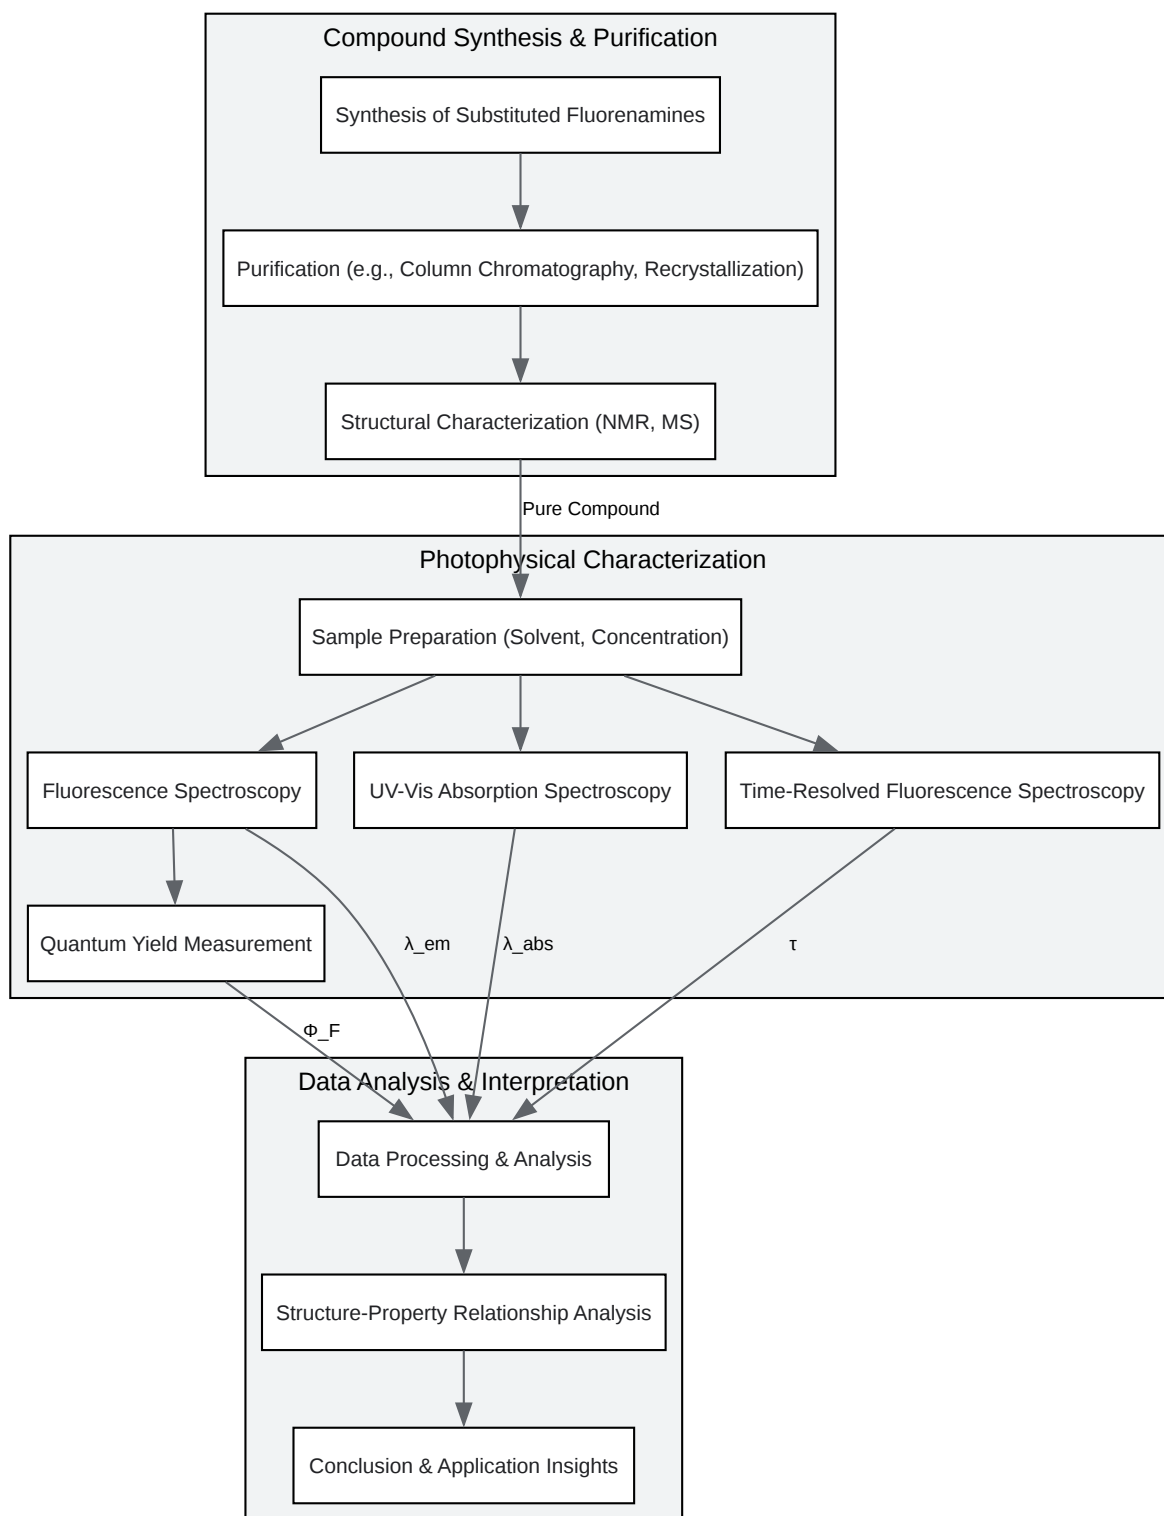 Compound Synthesis & Purification
Synthesis of Substituted Fluorenamines
Purification (e.g., Column Chromatography, Recrystallization)
Structural Characterization (NMR, MS)
Pure Compound
Photophysical Characterization
Sample Preparation (Solvent, Concentration)
Fluorescence Spectroscopy
UV-Vis Absorption Spectroscopy
Time-Resolved Fluorescence Spectroscopy
Quantum Yield Measurement
λ_em
λ_abs
τ
Φ_F
Data Analysis & Interpretation
Data Processing & Analysis
Structure-Property Relationship Analysis
Conclusion & Application Insights